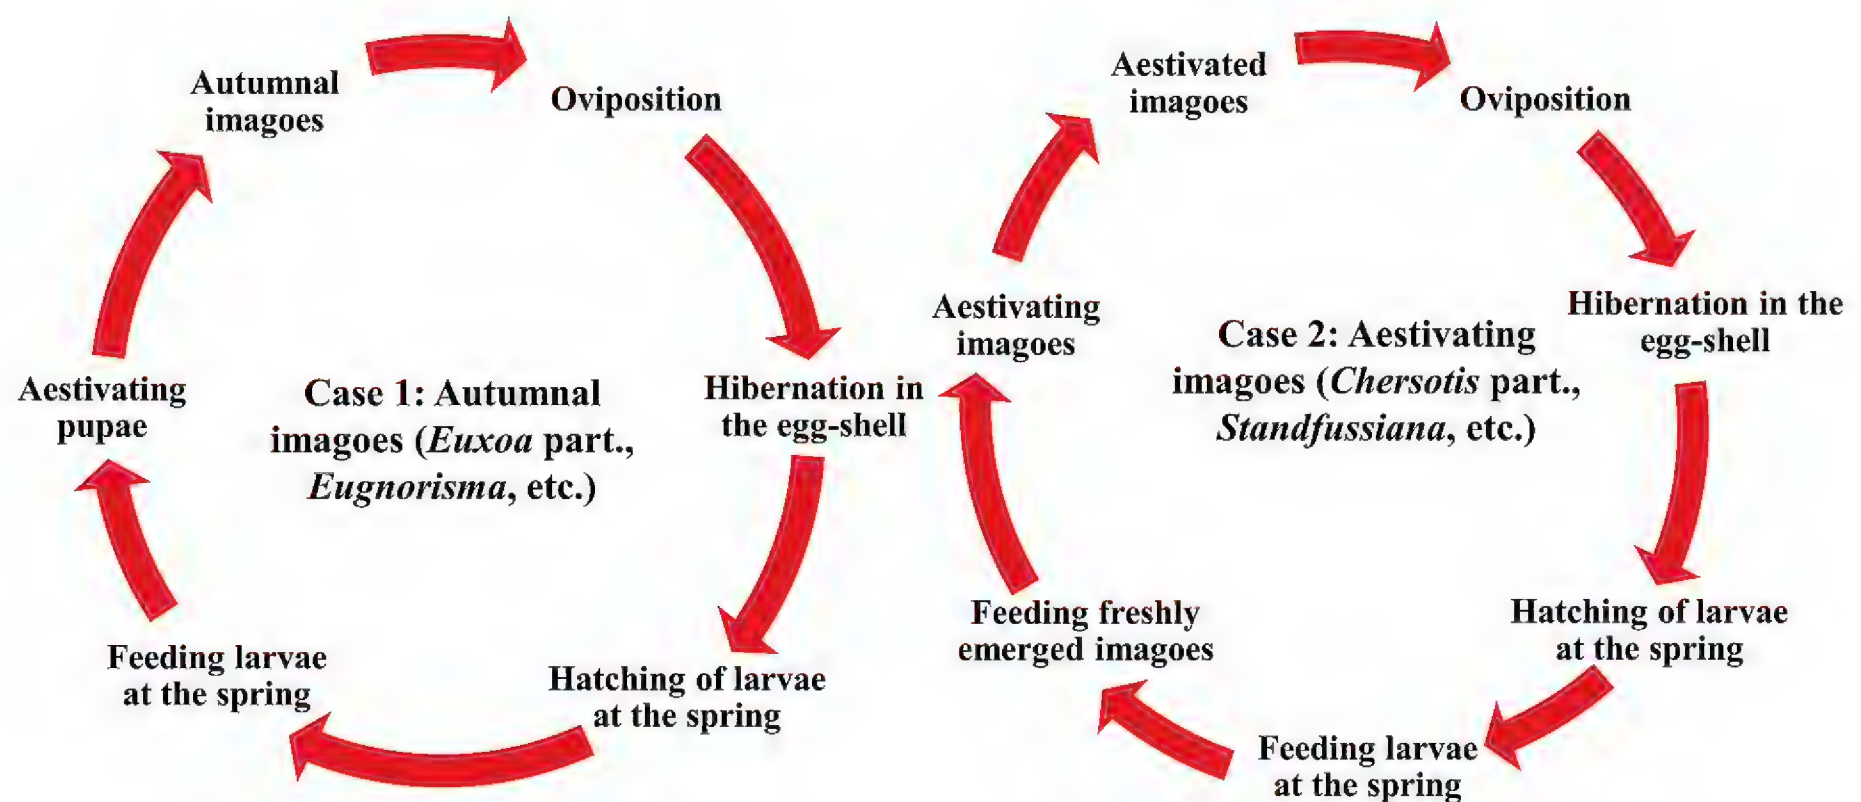 Autumnal
imagoes
Oviposition
Hibernation in
the egg-shell
Hatching of larvae
at the spring
Feeding larvae
at the spring
Aestivating
pupae
Case 1: Autumnal
imagoes (Euxoa part.,
Eugnorisma, etc.)
Aestivated
imagoes
Oviposition
Hibernation in the
egg-shell
Hatching of larvae
at the spring
Feeding larvae
at the spring
Feeding freshly
emerged imagoes
Aestivating
imagoes
Case 2: Aestivating
imagoes (Chersotis part.,
Standfussiana, etc.)